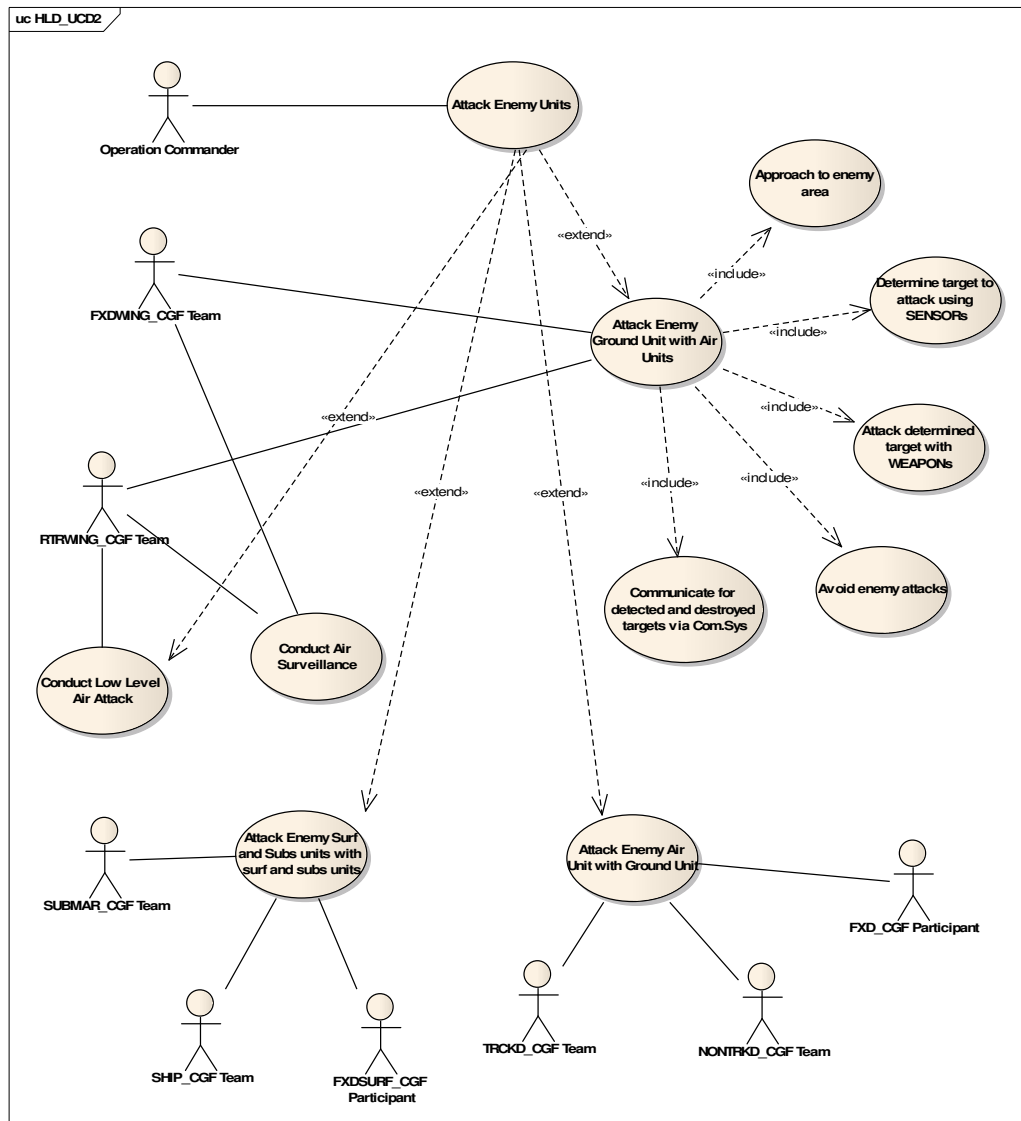 uc HLD_UCD2
Attack Enemy Units
Operation Commander
Approach to enemy
area
«extend»
«include»
FXDWING_CGF Team
Determine target to
attack using
SENSORs
«include»
Attack Enemy
Ground Unit with Air
Units
«include»
«extend»
Attack determined
target with
WEAPONs
«extend»
«extend»
«include»
«include»
RTRWING_CGF Team
Communicate for
detected and destroyed
targets via Com.Sys
Avoid enemy attacks
Conduct Air
Surveillance
Conduct Low Level
Air Attack
Attack Enemy Surf
and Subs units with
surf and subs units
Attack Enemy Air
Unit with Ground Unit
SUBMAR_CGF Team
FXD_CGF Participant
TRCKD_CGF Team
NONTRKD_CGF Team
SHIP_CGF Team
FXDSURF_CGF
Participant